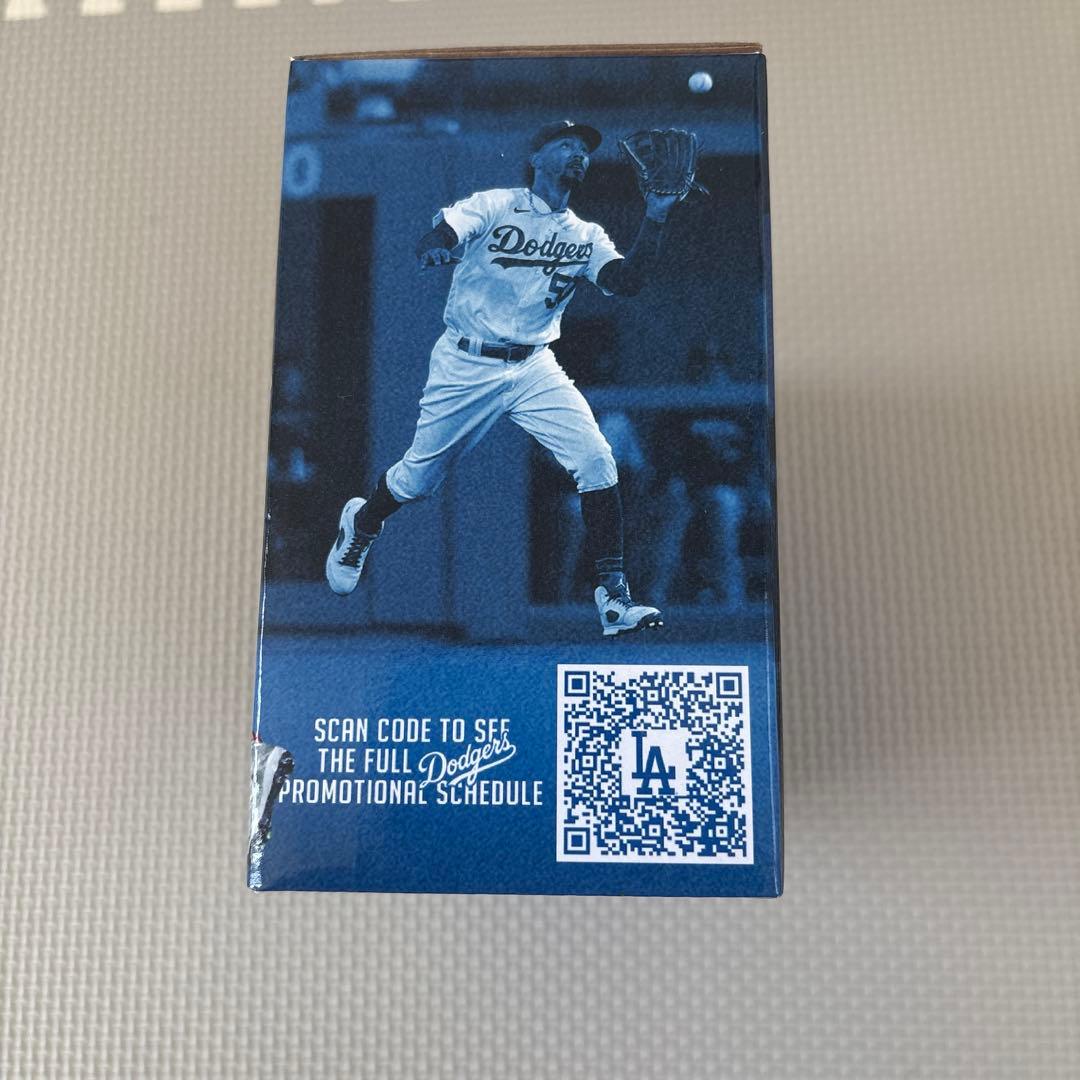 Dodgers
5
SCAN CODE TO SEE
THE FULL Dodgers
PROMOTIONAL SCHEDULE
LA